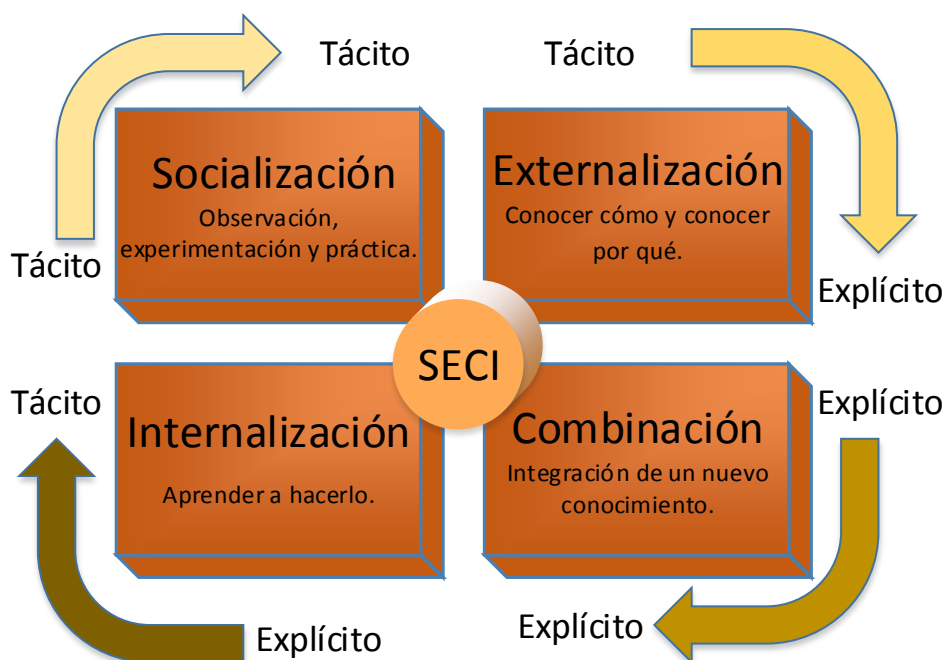 Tácito
Tácito
Socialización
Observación,
experimentación y práctica.
Tácito
Externalización
Conocer cómo y conocer
por qué.
Explícito
SECI
Tácito
Internalización
Aprender a hacerlo.
Explícito
Explícito
Combinación
Integración de un nuevo
conocimiento.
Explícito